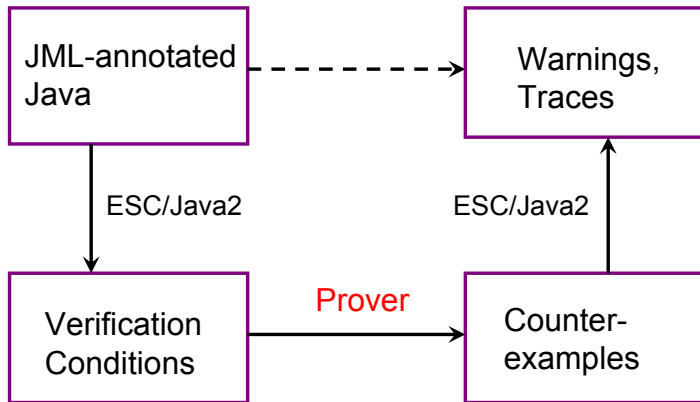 JML-annotated
Java
Warnings,
Traces
ESC/Java2
ESC/Java2
Prover
Verification
Conditions
Counter-
examples